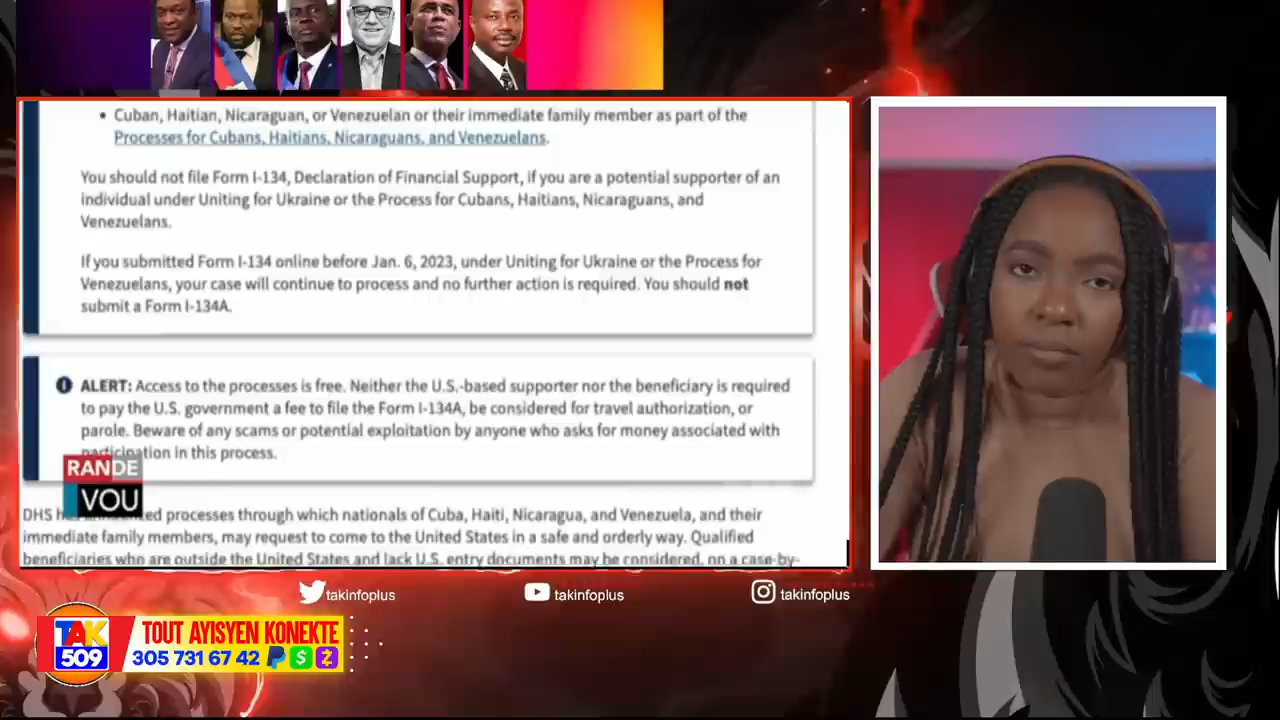 Cuban, Haitian, Nicaraguan, or Venezuelan or their immediate family member as part of the
Processes for Cubans, Haitians, Nicaraguans, and Venezuelans.
You should not file Form I-134, Declaration of Financial Support, if you are a potential supporter of an
individual under Uniting for Ukraine or the Process for Cubans, Haitians, Nicaraguans, and
Venezuelans.
If you submitted Form I-134 online before Jan. 6, 2023, under Uniting for Ukraine or the Process for
Venezuelans, your case will continue to process and no further action is required. You should not
submit a Form I-134A.
ALERT: Access to the processes is free. Neither the U.S.-based supporter nor the beneficiary is required
to pay the U.S. government a fee to file the Form I-134A, be considered for travel authorization, or
parole. Beware of any scams or potential exploitation by anyone who asks for money associated with
participation in this process.
RANDE
VOU
DHS processes through which nationals of Cuba, Haiti, Nicaragua, and Venezuela, and their
immediate family members, may request to come to the United States in a safe and orderly way. Qualified
beneficiaries who are outside the United States and lack U.S. entry documents may be considered, on a case-by-
takinfoplus
takinfoplus
takinfoplus
TAK
509
TOUT AYISYEN KONEKTE
305 731 67 42